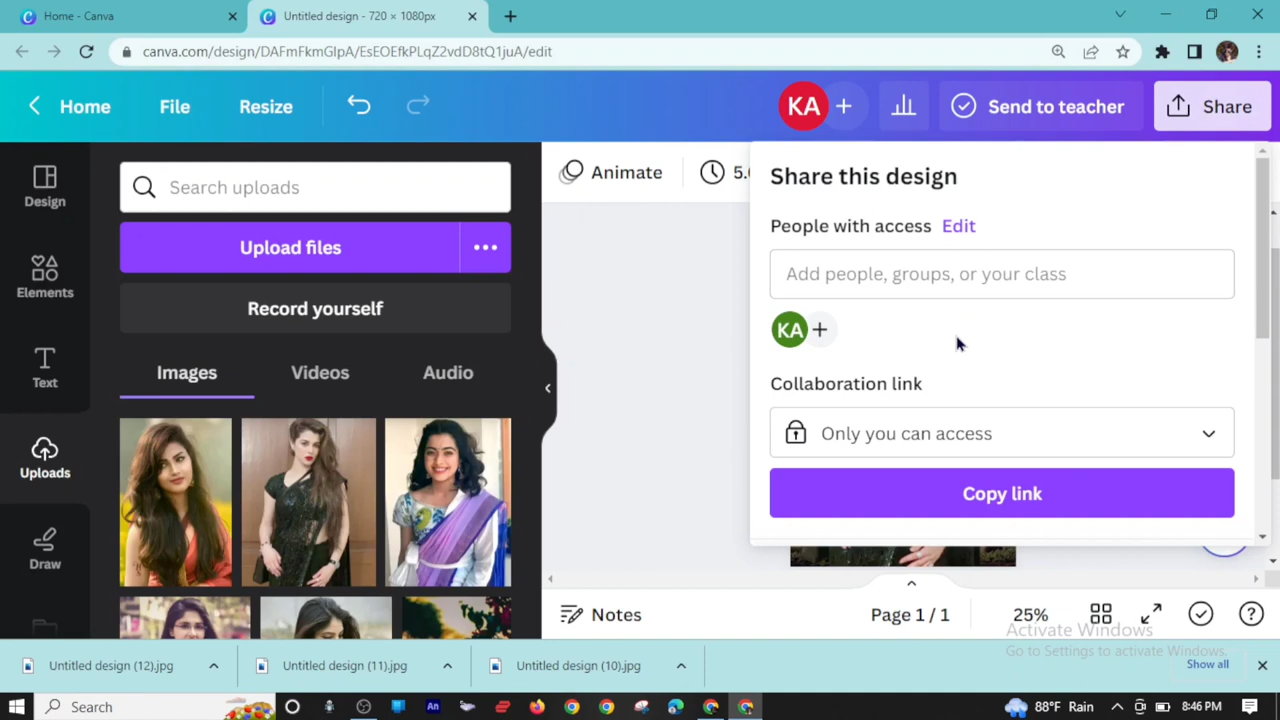 Home - Canva
Untitled design - 720 × 1080px
canva.com/design/DAFmFkmGlpA/EsEOEfkPLqZ2vdD8tQ1juA/edit
Home
File
Resize
KA
Send to teacher
Share
Design
Elements
Text
Uploads
Draw
Search uploads
Upload files
Record yourself
Images
Videos
Audio
Animate
5.
Share this design
People with access Edit
Add people, groups, or your class
KA
Collaboration link
Only you can access
Copy link
Notes
Page 1 / 1
25%
Activate Windows
Go to Settings to activate Windows.
Untitled design (12).jpg
Untitled design (11).jpg
Untitled design (10).jpg
Show all
Search
An
88°F Rain
8:46 PM